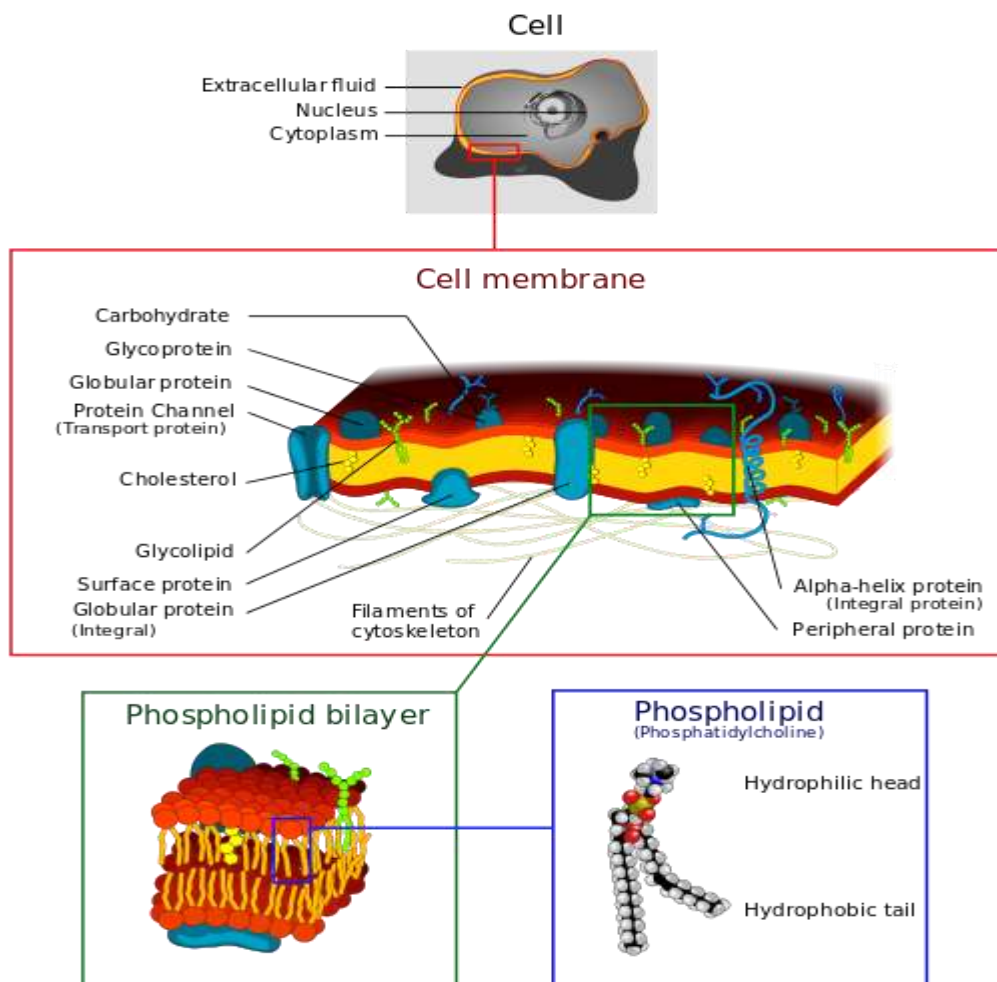 Cell
Extracellular fluid
Nucleus
Cytoplasm
Cell membrane
Carbohydrate
Glycoprotein
Globular protein
Protein Channel
(Transport protein)
Cholesterol
Glycolipid
Surface protein
Globular protein
(Integral)
Filaments of
cytoskeleton
Alpha-helix protein
(Integral protein)
Peripheral protein
Phospholipid bilayer
Phospholipid
(Phosphatidylcholine)
Hydrophilic head
Hydrophobic tail